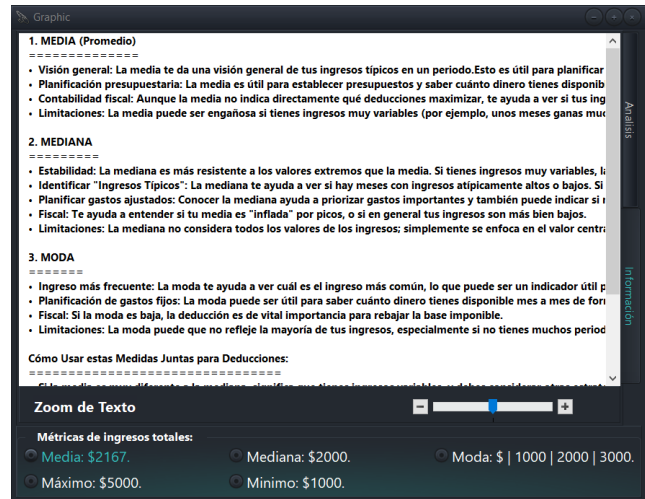 Graphic
1. MEDIA (Promedio)
==============
• Visión general: La media te da una visión general de tus ingresos típicos en un periodo.Esto es útil para planificar
• Planificación presupuestaria: La media es útil para establecer presupuestos y saber cuánto dinero tienes disponib
• Contabilidad fiscal: Aunque la media no indica directamente qué deducciones maximizar, te ayuda a ver si tus ing
• Limitaciones: La media puede ser engañosa si tienes ingresos muy variables (por ejemplo, unos meses ganas muc
2. MEDIANA
=========
• Estabilidad: La mediana es más resistente a los valores extremos que la media. Si tienes ingresos muy variables, la
• Identificar "Ingresos Típicos": La mediana te ayuda a ver si hay meses con ingresos atípicamente altos o bajos. Si
• Planificar gastos ajustados: Conocer la mediana ayuda a priorizar gastos importantes y también puede indicar si
• Fiscal: Te ayuda a entender si tu media es "inflada" por picos, o si en general tus ingresos son más bien bajos.
• Limitaciones: La mediana no considera todos los valores de los ingresos; simplemente se enfoca en el valor centra
3. MODA
=======
• Ingreso más frecuente: La moda te ayuda a ver cuál es el ingreso más común, lo que puede ser un indicador útil p
• Planificación de gastos fijos: La moda puede ser útil para saber cuánto dinero tienes disponible mes a mes de for
• Fiscal: Si la moda es baja, la deducción es de vital importancia para rebajar la base imponible.
• Limitaciones: La moda puede que no refleje la mayoría de tus ingresos, especialmente si no tienes muchos period
Cómo Usar estas Medidas Juntas para Deducciones:
================================
Analisis
Información
Zoom de Texto
Métricas de ingresos totales:
Media: $2167.
Mediana: $2000.
Moda: $ | 1000 | 2000 | 3000.
Máximo: $5000.
Minimo: $1000.